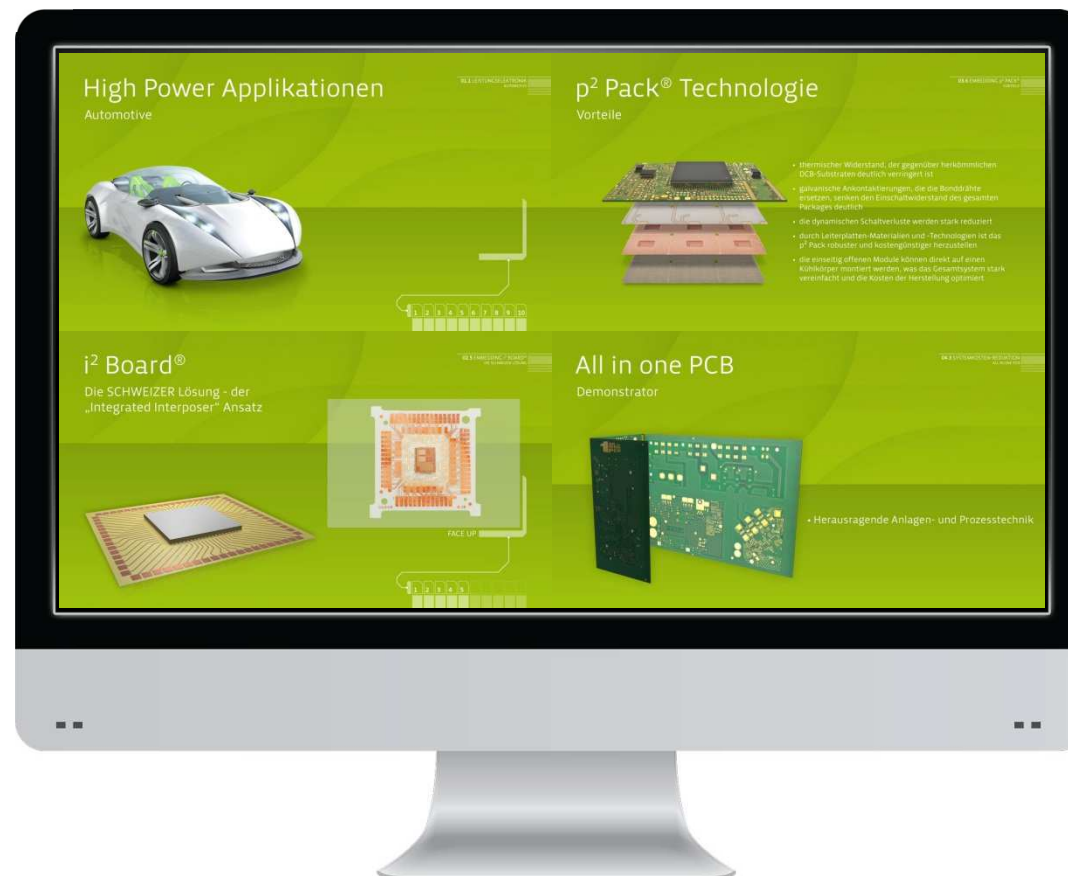 High Power Applikationen
Automotive
1 2 3 4 5 6 7 8 9 10
p² Pack® Technologie
Vorteile
• thermischer Widerstand, der gegenüber herkömmlichen
DCB-Substraten deutlich verringert ist
• galvanische Ankontaktierungen, die die Bonddrähte
ersetzen, senken den Einschaltwiderstand des gesamten
Packages deutlich
• die dynamischen Schaltverluste werden stark reduziert
• durch Leiterplatten-Materialien und -Technologien ist das
p² Pack robuster und kostengünstiger herzustellen
• die einseitig offenen Module können direkt auf einen
Kühlkörper montiert werden, was das Gesamtsystem stark
vereinfacht und die Kosten der Herstellung optimiert
i² Board®
Die SCHWEIZER Lösung - der
„Integrated Interposer“ Ansatz
FACE UP
1 2 3 4 5
All in one PCB
Demonstrator
• Herausragende Anlagen- und Prozesstechnik